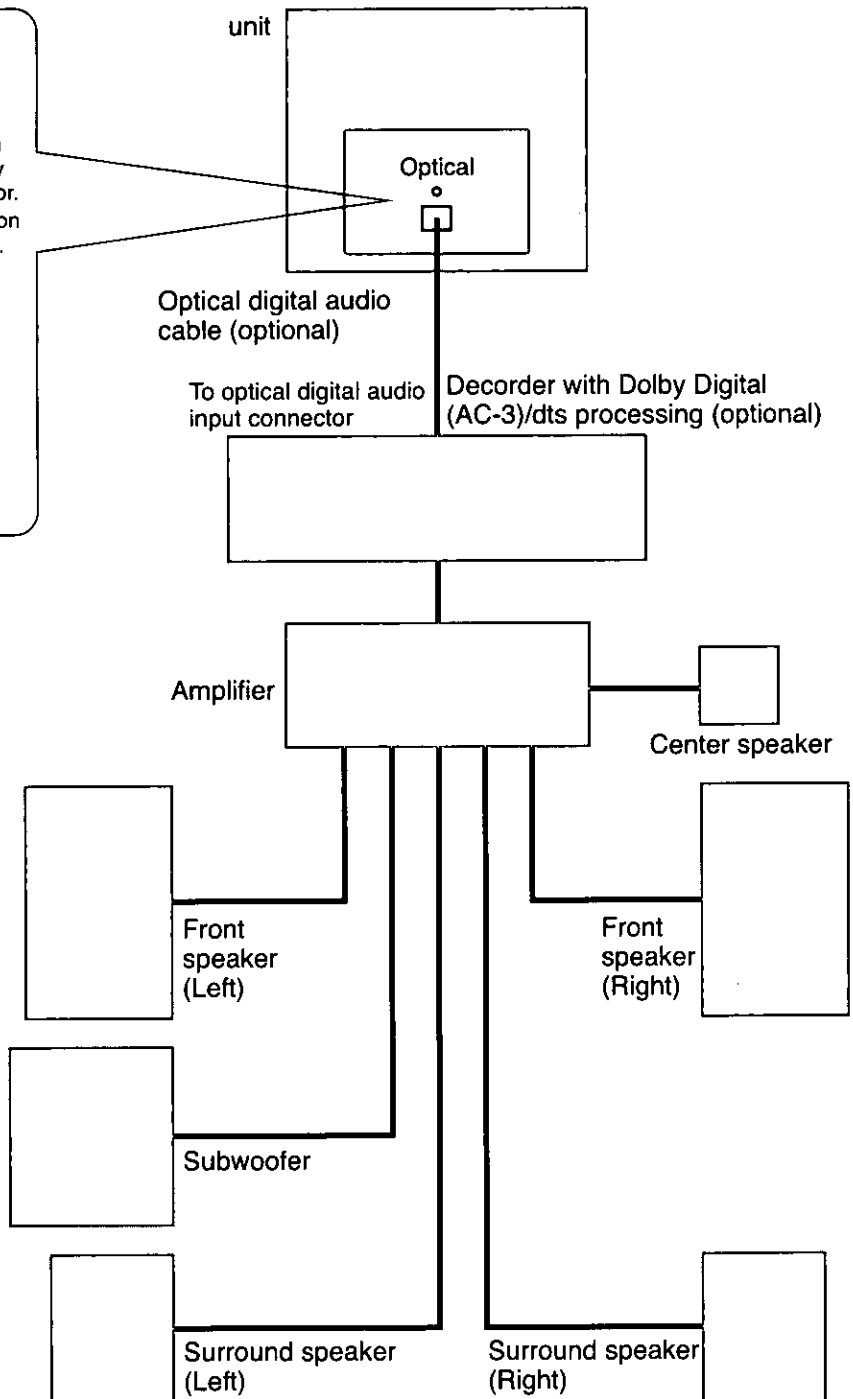 unit
or.
on
Optical
Optical digital audio
cable (optional)
To optical digital audio
input connector
Decorder with Dolby Digital
(AC-3)/dts processing (optional)
Amplifier
Center speaker
Front
speaker
(Left)
Front
speaker
(Right)
Subwoofer
Surround speaker
(Left)
Surround speaker
(Right)